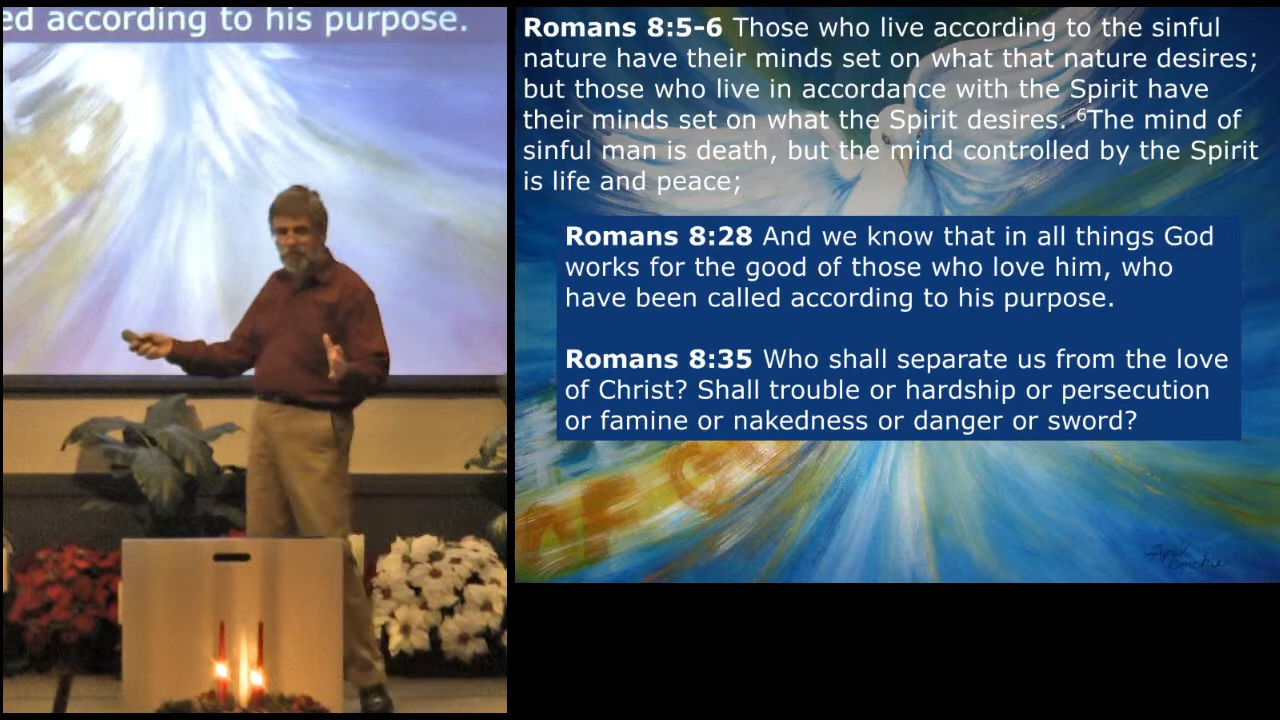 ed according to his purpose.
Romans 8:5-6 Those who live according to the sinful
nature have their minds set on what that nature desires;
but those who live in accordance with the Spirit have
their minds set on what the Spirit desires. ⁶The mind of
sinful man is death, but the mind controlled by the Spirit
is life and peace;
Romans 8:28 And we know that in all things God
works for the good of those who love him, who
have been called according to his purpose.
Romans 8:35 Who shall separate us from the love
of Christ? Shall trouble or hardship or persecution
or famine or nakedness or danger or sword?